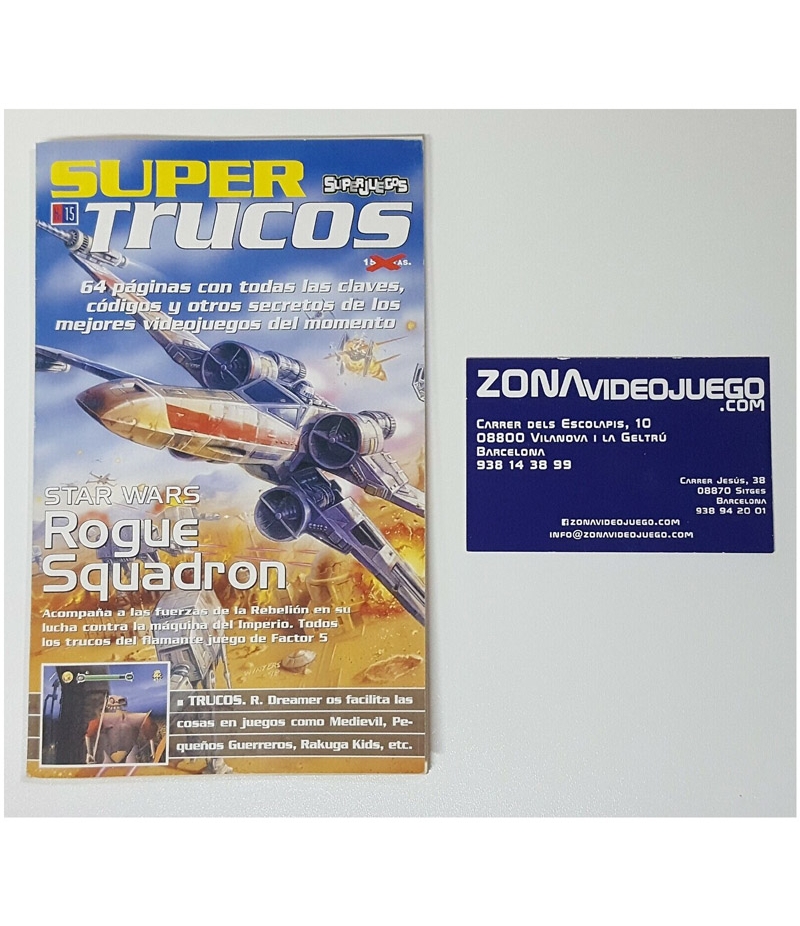 SUPER
SUPERJUEGOS
15
Trucos
64 páginas con todas las claves,
códigos y otros secretos de los
mejores videojuegos del momento
STAR WARS
Rogue
Squadron
Acompaña a las fuerzas de la Rebelión en su
lucha contra la máquina del Imperio. Todos
los trucos del flamante juego de Factor 5
TRUCOS. R. Dreamer os facilita las
cosas en juegos como Medievil, Pe-
queños Guerreros, Rakuga Kids, etc.
ZONAVIDEOJUEGO
.COM
CARRER DELS ESCOLAPIS, 10
08800 VILANOVA I LA GELTRÚ
BARCELONA
938 14 38 99
CARRER JESÚS, 38
08870 SITGES
BARCELONA
938 94 20 01
ZONAVIDEOJUEGO.COM
INFO@ZONAVIDEOJUEGO.COM